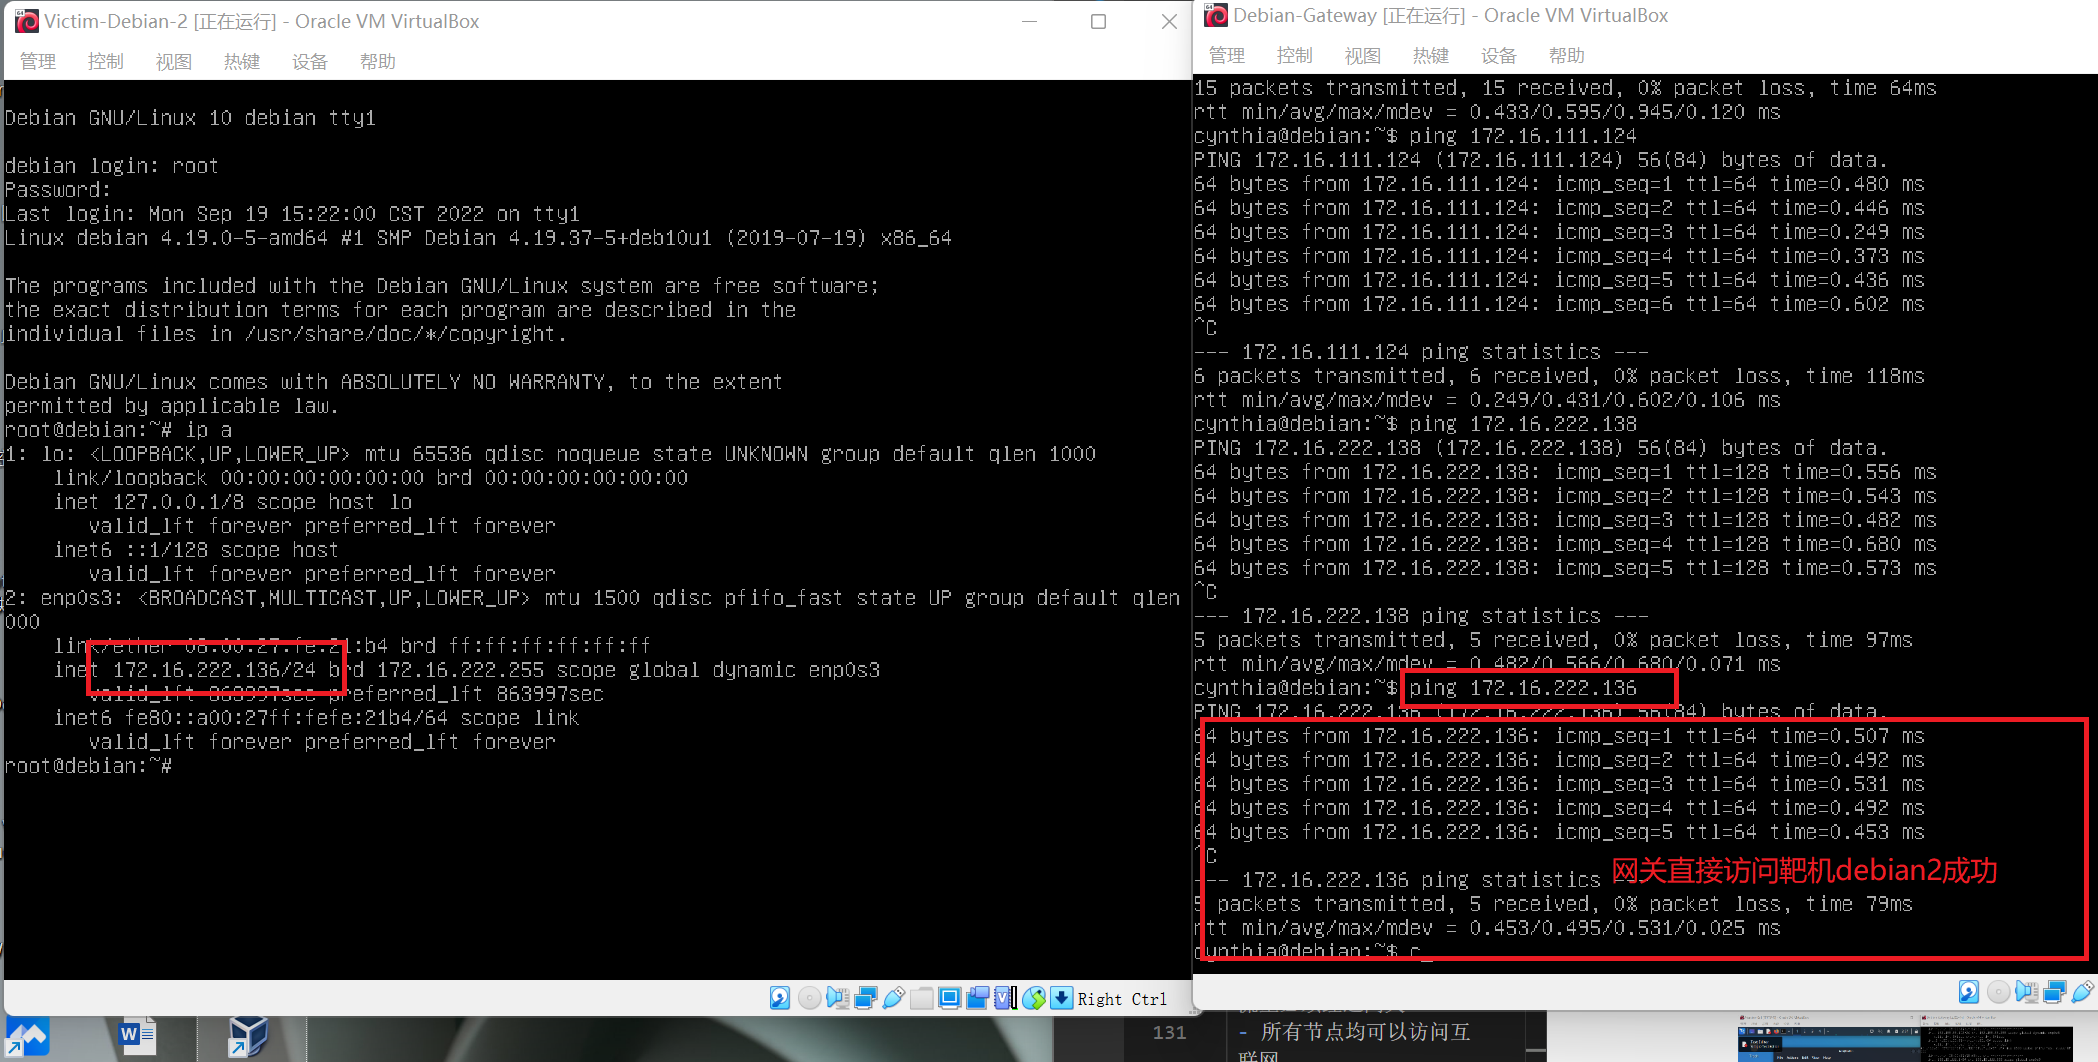 Victim-Debian-2 [正在运行] - Oracle VM VirtualBox
管理 控制 视图 热键 设备 帮助
Debian GNU/Linux 10 debian tty1
debian login: root
Password:
Last login: Mon Sep 19 15:22:00 CST 2022 on tty1
Linux debian 4.19.0-5-amd64 #1 SMP Debian 4.19.37-5+deb10u1 (2019-07-19) x86_64
The programs included with the Debian GNU/Linux system are free software;
the exact distribution terms for each program are described in the
individual files in /usr/share/doc/*/copyright.
Debian GNU/Linux comes with ABSOLUTELY NO WARRANTY, to the extent
permitted by applicable law.
root@debian:~# ip a
1: lo: <LOOPBACK,UP,LOWER_UP> mtu 65536 qdisc noqueue state UNKNOWN group default qlen 1000
link/loopback 00:00:00:00:00:00 brd 00:00:00:00:00:00
inet 127.0.0.1/8 scope host lo
valid_lft forever preferred_lft forever
inet6 ::1/128 scope host
valid_lft forever preferred_lft forever
2: enp0s3: <BROADCAST,MULTICAST,UP,LOWER_UP> mtu 1500 qdisc pfifo_fast state UP group default qlen
000
link/ether 08:00:27:fe:21:b4 brd ff:ff:ff:ff:ff:ff
inet 172.16.222.136/24 brd 172.16.222.255 scope global dynamic enp0s3
valid_lft 863997sec preferred_lft 863997sec
inet6 fe80::a00:27ff:fefe:21b4/64 scope link
valid_lft forever preferred_lft forever
root@debian:~#
Right Ctrl
Debian-Gateway [正在运行] - Oracle VM VirtualBox
管理 控制 视图 热键 设备 帮助
15 packets transmitted, 15 received, 0% packet loss, time 64ms
rtt min/avg/max/mdev = 0.433/0.595/0.945/0.120 ms
cynthia@debian:~$ ping 172.16.111.124
PING 172.16.111.124 (172.16.111.124) 56(84) bytes of data.
64 bytes from 172.16.111.124: icmp_seq=1 ttl=64 time=0.480 ms
64 bytes from 172.16.111.124: icmp_seq=2 ttl=64 time=0.446 ms
64 bytes from 172.16.111.124: icmp_seq=3 ttl=64 time=0.249 ms
64 bytes from 172.16.111.124: icmp_seq=4 ttl=64 time=0.373 ms
64 bytes from 172.16.111.124: icmp_seq=5 ttl=64 time=0.436 ms
64 bytes from 172.16.111.124: icmp_seq=6 ttl=64 time=0.602 ms
^C
--- 172.16.111.124 ping statistics ---
6 packets transmitted, 6 received, 0% packet loss, time 118ms
rtt min/avg/max/mdev = 0.249/0.431/0.602/0.106 ms
cynthia@debian:~$ ping 172.16.222.138
PING 172.16.222.138 (172.16.222.138) 56(84) bytes of data.
64 bytes from 172.16.222.138: icmp_seq=1 ttl=128 time=0.556 ms
64 bytes from 172.16.222.138: icmp_seq=2 ttl=128 time=0.543 ms
64 bytes from 172.16.222.138: icmp_seq=3 ttl=128 time=0.482 ms
64 bytes from 172.16.222.138: icmp_seq=4 ttl=128 time=0.680 ms
64 bytes from 172.16.222.138: icmp_seq=5 ttl=128 time=0.573 ms
^C
--- 172.16.222.138 ping statistics ---
5 packets transmitted, 5 received, 0% packet loss, time 97ms
rtt min/avg/max/mdev = 0.482/0.566/0.680/0.071 ms
cynthia@debian:~$ ping 172.16.222.136
PING 172.16.222.136 (172.16.222.136) 56(84) bytes of data.
64 bytes from 172.16.222.136: icmp_seq=1 ttl=64 time=0.507 ms
64 bytes from 172.16.222.136: icmp_seq=2 ttl=64 time=0.492 ms
64 bytes from 172.16.222.136: icmp_seq=3 ttl=64 time=0.531 ms
64 bytes from 172.16.222.136: icmp_seq=4 ttl=64 time=0.492 ms
64 bytes from 172.16.222.136: icmp_seq=5 ttl=64 time=0.453 ms
^C
网关直接访问靶机debian2成功
--- 172.16.222.136 ping statistics ---
5 packets transmitted, 5 received, 0% packet loss, time 79ms
rtt min/avg/max/mdev = 0.453/0.495/0.531/0.025 ms
cynthia@debian:~$ c_
131
- 所有节点均可以访问互
联网